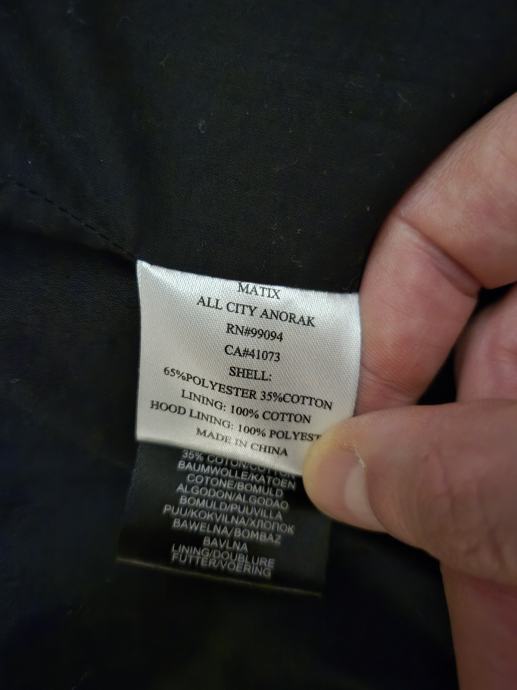 MATIX
ALL CITY ANORAK
RN#99094
CA#41073
SHELL:
65%POLYESTER 35%COTTON
LINING: 100% COTTON
HOOD LINING: 100% POLYEST
MADE IN CHINA
35% COTON/COTTON
BAUMWOLLE/KATOEN
COTONE/BOMULD
ALGODON/ALGODAO
BOMULD/PUUVILLA
PUU/KOKVILNA/ХЛОПОК
BAWELNA/BOMBAZ
BAVLNA
LINING/DOUBLURE
FUTTER/VOERING